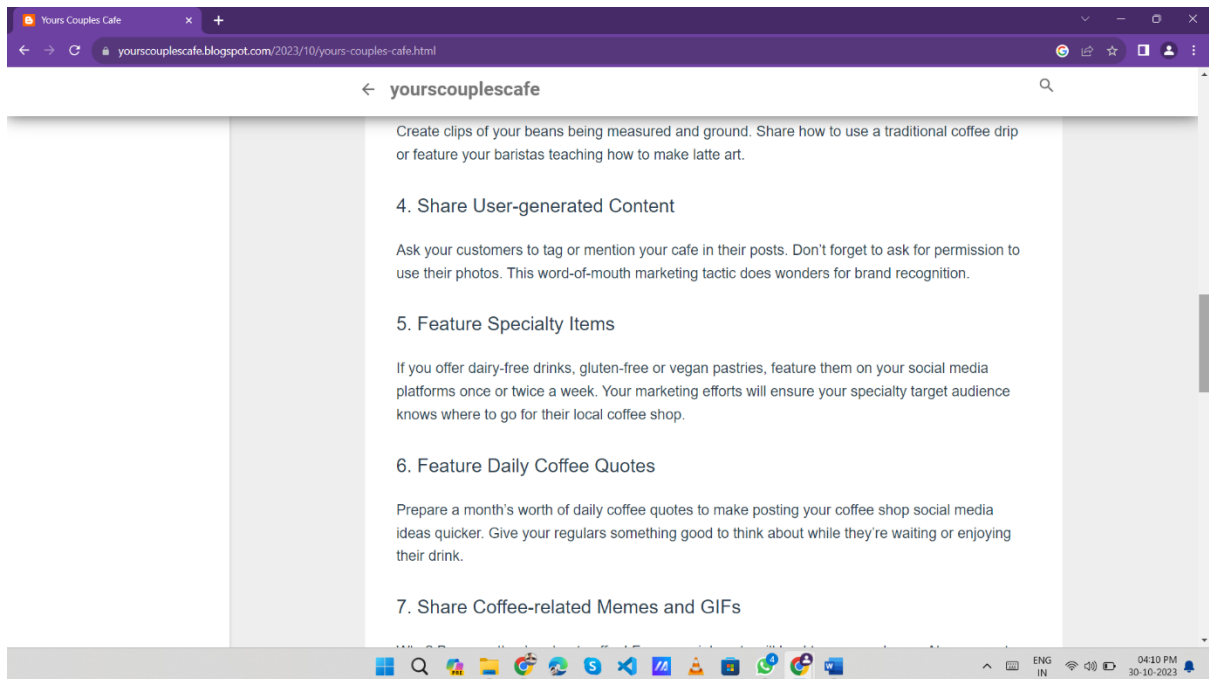 Yours Couples Cafe
yourscouplescafe.blogspot.com/2023/10/yours-couples-cafe.html
yourscouplescafe
Create clips of your beans being measured and ground. Share how to use a traditional coffee drip
or feature your baristas teaching how to make latte art.
4. Share User-generated Content
Ask your customers to tag or mention your cafe in their posts. Don’t forget to ask for permission to
use their photos. This word-of-mouth marketing tactic does wonders for brand recognition.
5. Feature Specialty Items
If you offer dairy-free drinks, gluten-free or vegan pastries, feature them on your social media
platforms once or twice a week. Your marketing efforts will ensure your specialty target audience
knows where to go for their local coffee shop.
6. Feature Daily Coffee Quotes
Prepare a month’s worth of daily coffee quotes to make posting your coffee shop social media
ideas quicker. Give your regulars something good to think about while they’re waiting or enjoying
their drink.
7. Share Coffee-related Memes and GIFs
ENG
IN
04:10 PM
30-10-2023